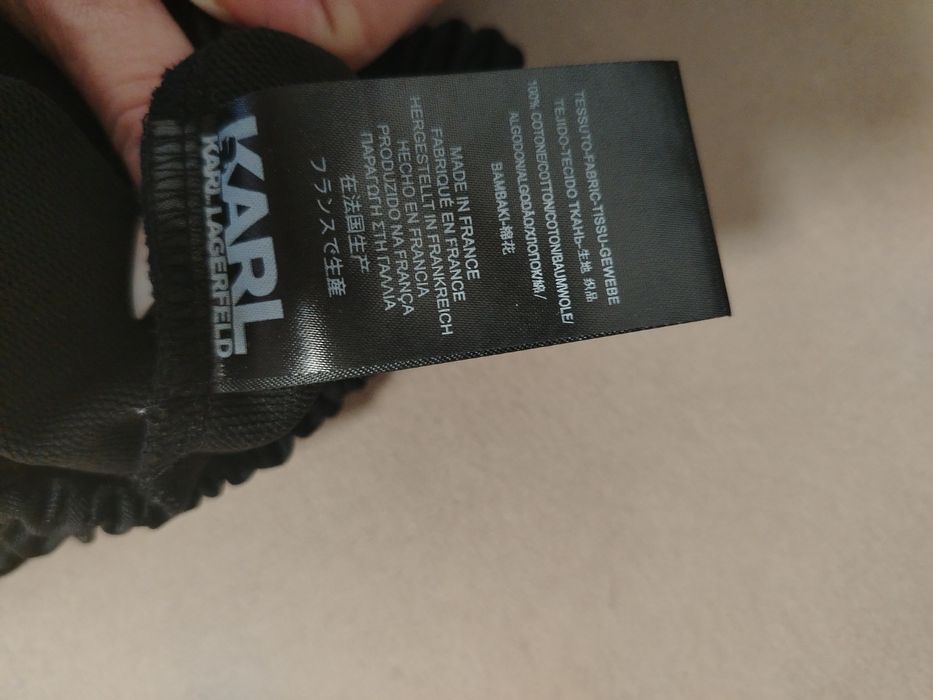 KARL
KARL LAGERFELD
MADE IN FRANCE
FABRIQUÉ EN FRANCE
HERGESTELLT IN FRANKREICH
HECHO EN FRANCIA
PRODUZIDO NA FRANÇA
ΠΑΡΑΓΩΓΗ ΣΤΗ ΓΑΛΛΙΑ
在法国生产
フランスで生産
TESSUTO-FABRIC-TISSU-GEWEBE
TEJIDO-TECIDO TKAHЬ-生地 织品
100% COTONE/COTTON/COTON/BAUMWOLE/
ALGODON/ALGOƏÃO/ХЛОПОК/綿/
BAMBAKI-棉花